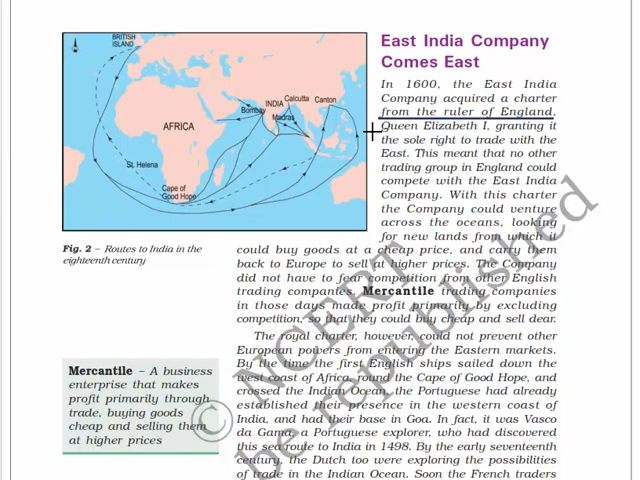 BRITISH
ISLAND
AFRICA
St. Helena
Cape of
Good Hope
Bombay
INDIA
Calcutta
Madras
Canton
Fig. 2 – Routes to India in the
eighteenth century
East India Company
Comes East
In 1600, the East India
Company acquired a charter
from the ruler of England,
Queen Elizabeth I, granting it
the sole right to trade with the
East. This meant that no other
trading group in England could
compete with the East India
Company. With this charter
the Company could venture
across the oceans, looking
for new lands from which it
could buy goods at a cheap price, and carry them
back to Europe to sell at higher prices. The Company
did not have to fear competition from other English
trading companies. Mercantile trading companies
in those days made profit primarily by excluding
competition, so that they could buy cheap and sell dear.
The royal charter, however, could not prevent other
European powers from entering the Eastern markets.
By the time the first English ships sailed down the
west coast of Africa, round the Cape of Good Hope, and
crossed the Indian Ocean, the Portuguese had already
established their presence in the western coast of
India, and had their base in Goa. In fact, it was Vasco
da Gama, a Portuguese explorer, who had discovered
this sea route to India in 1498. By the early seventeenth
century, the Dutch too were exploring the possibilities
of trade in the Indian Ocean. Soon the French traders
Mercantile – A business
enterprise that makes
profit primarily through
trade, buying goods
cheap and selling them
at higher prices
© NCERT
be republished